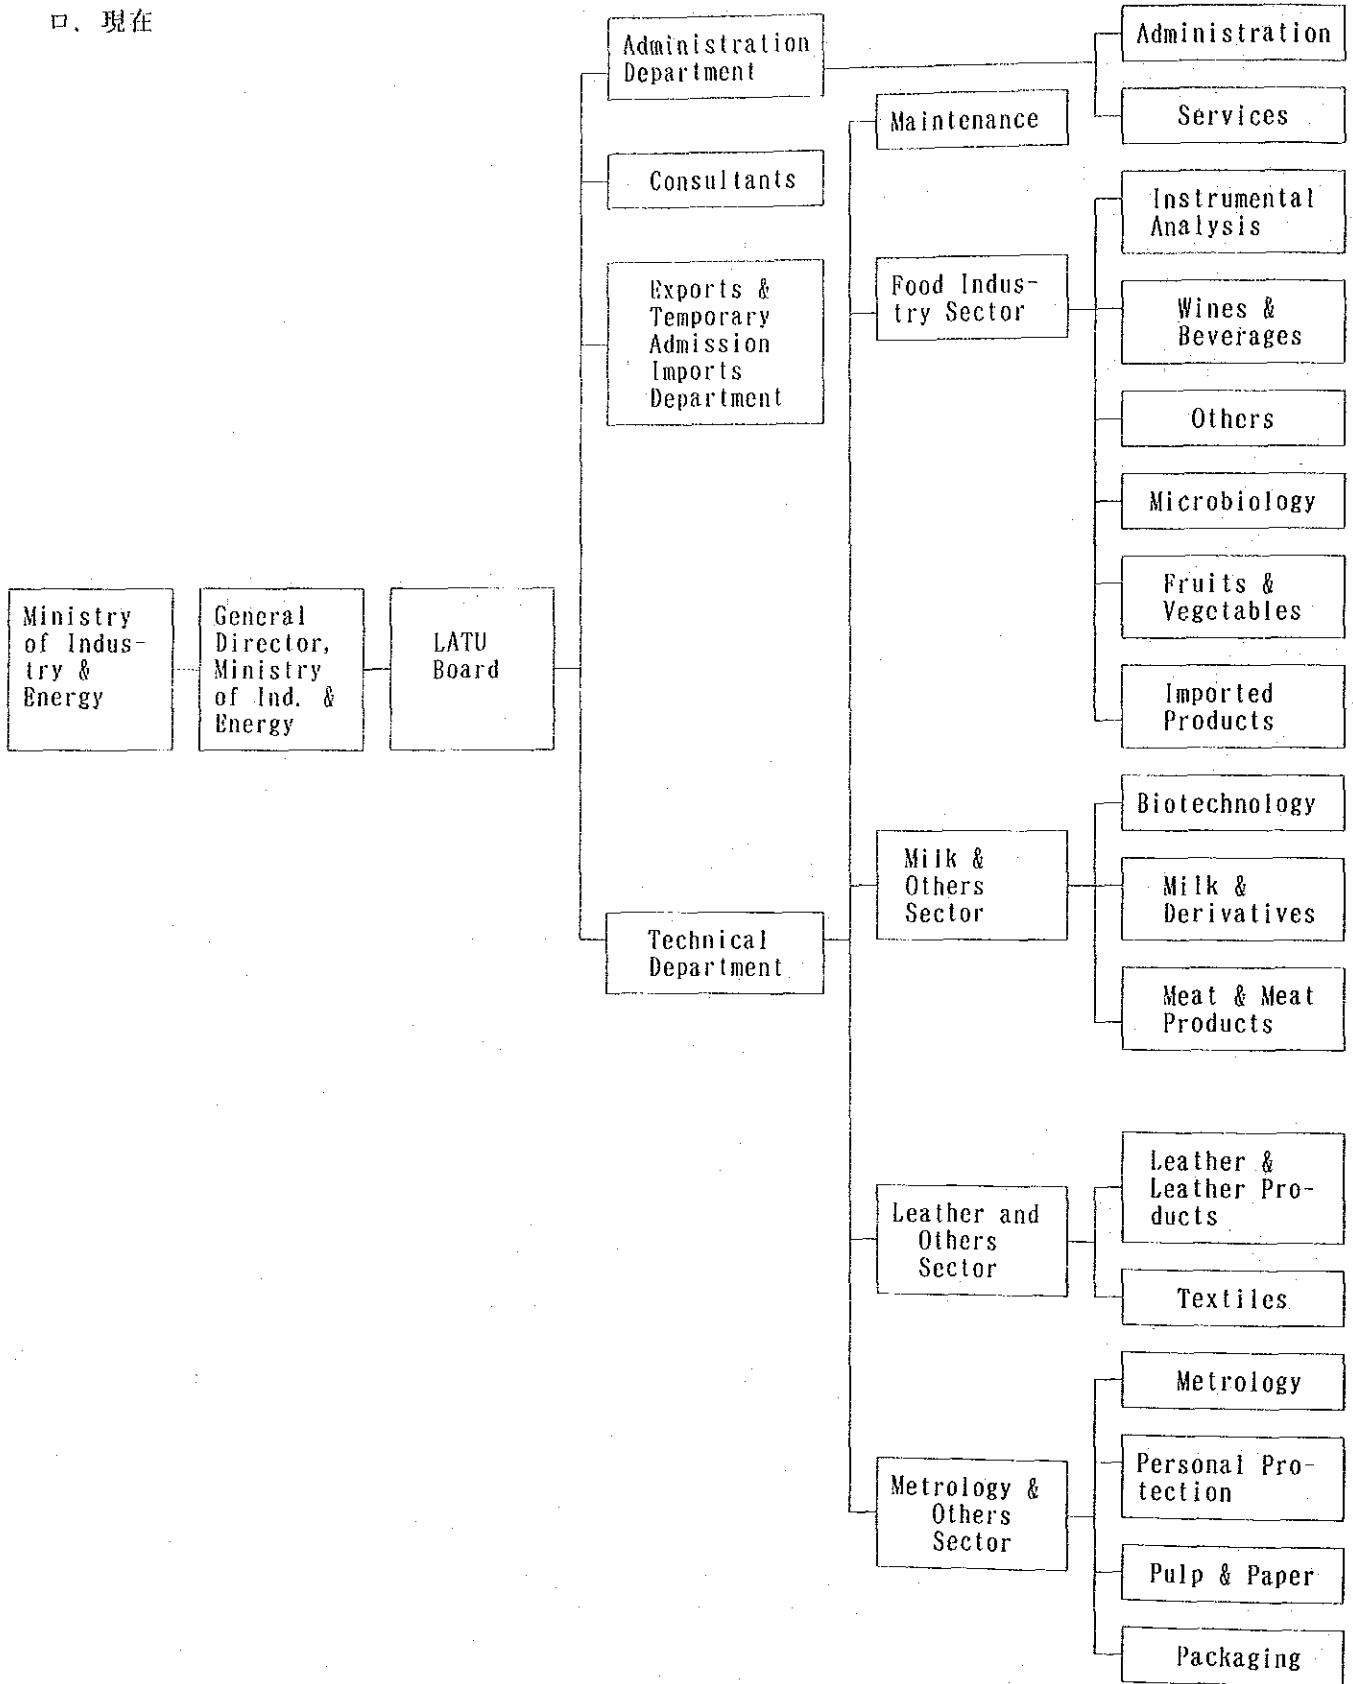 ロ、現在
Ministry
of Indus-
try &
Energy
General
Director,
Ministry
of Ind. &
Energy
LATU
Board
Administration
Department
Consultants
Exports &
Temporary
Admission
Imports
Department
Technical
Department
Maintenance
Food Indus-
try Sector
Milk &
Others
Sector
Leather and
Others
Sector
Metrology &
Others
Sector
Administration
Services
Instrumental
Analysis
Wines &
Beverages
Others
Microbiology
Fruits &
Vegetables
Imported
Products
Biotechnology
Milk &
Derivatives
Meat & Meat
Products
Leather &
Leather Pro-
ducts
Textiles
Metrology
Personal Pro-
tection
Pulp & Paper
Packaging